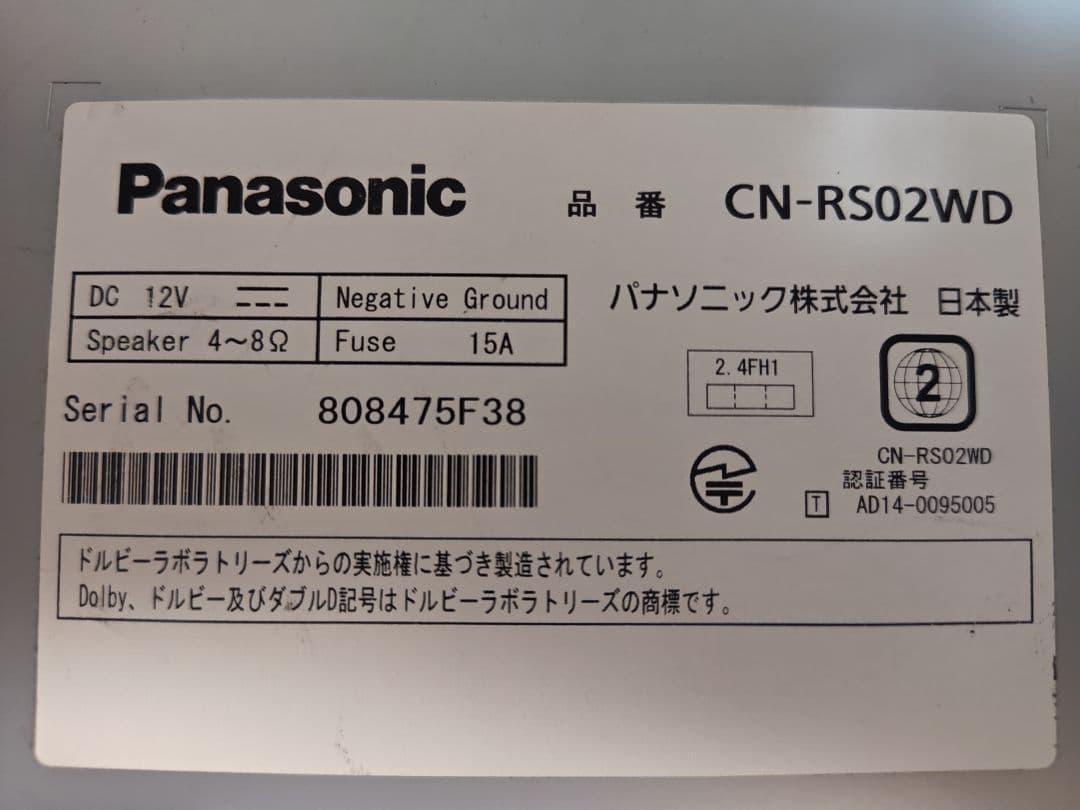 Panasonic 品番 CN-RS02WD
DC 12V Negative Ground
Speaker 4～8Ω Fuse 15A
パナソニック株式会社 日本製
2.4FH1
2
Serial No. 808475F38
CN-RS02WD
認証番号
T AD14-0095005
ドルビーラボラトリーズからの実施権に基づき製造されています。
Dolby、ドルビー及びダブルD記号はドルビーラボラトリーズの商標です。